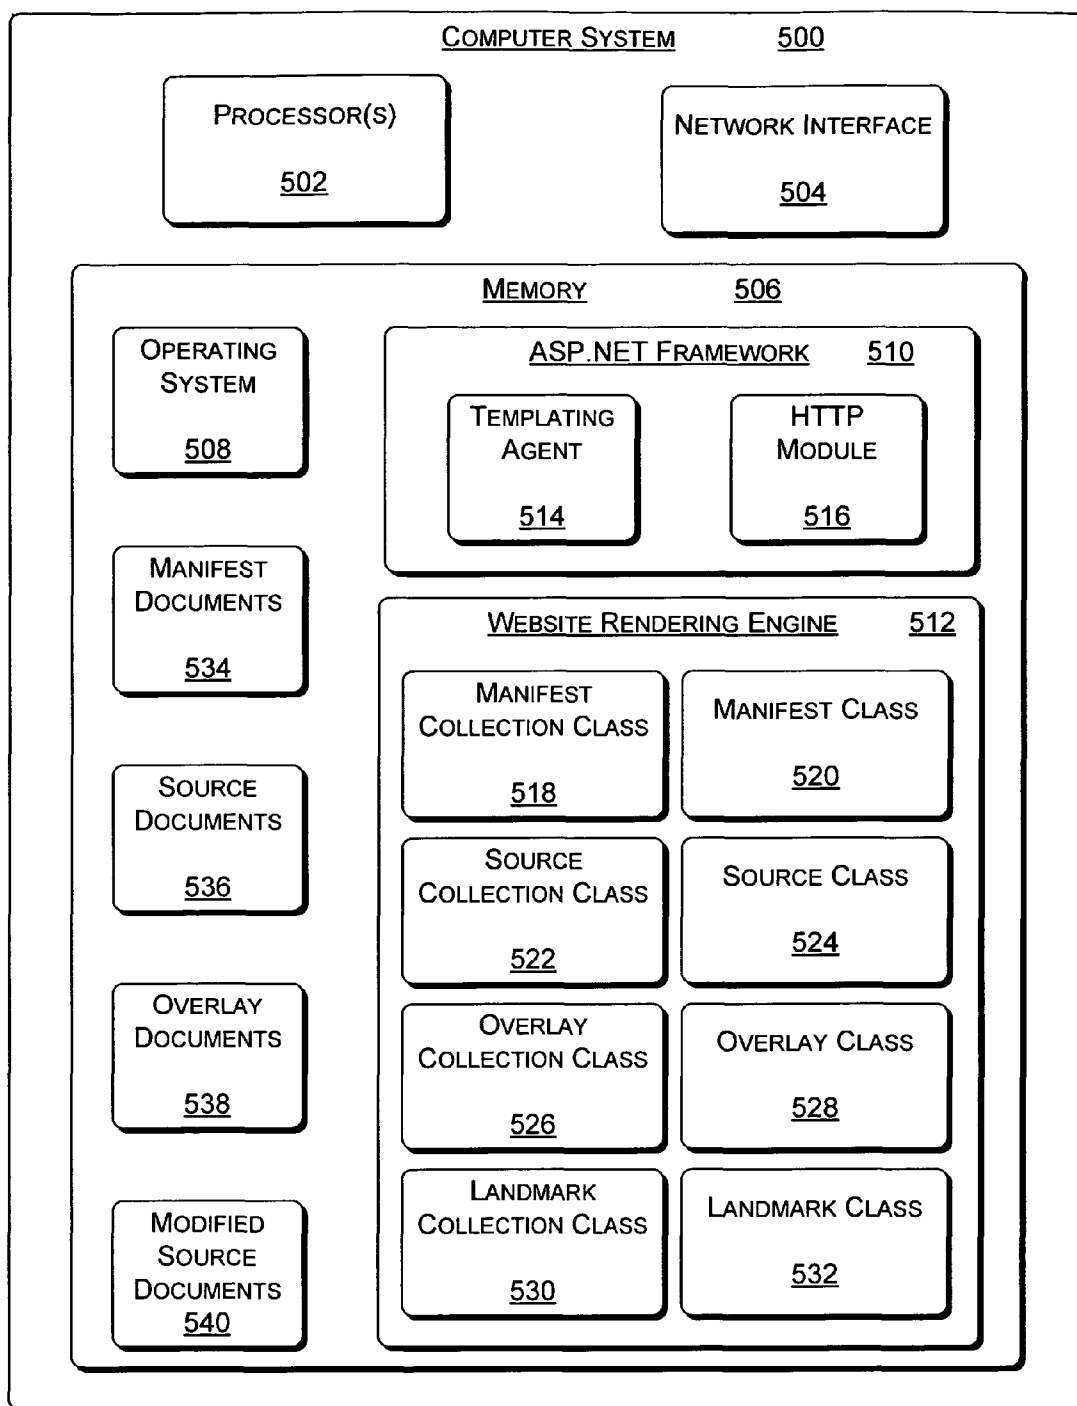 COMPUTER SYSTEM 500
PROCESSOR(S)
502
NETWORK INTERFACE
504
MEMORY 506
OPERATING
SYSTEM
508
MANIFEST
DOCUMENTS
534
SOURCE
DOCUMENTS
536
OVERLAY
DOCUMENTS
538
MODIFIED
SOURCE
DOCUMENTS
540
ASP.NET FRAMEWORK 510
TEMPLATING
AGENT
514
HTTP
MODULE
516
WEBSITE RENDERING ENGINE 512
MANIFEST
COLLECTION CLASS
518
MANIFEST CLASS
520
SOURCE
COLLECTION CLASS
522
SOURCE CLASS
524
OVERLAY
COLLECTION CLASS
526
OVERLAY CLASS
528
LANDMARK
COLLECTION CLASS
530
LANDMARK CLASS
532